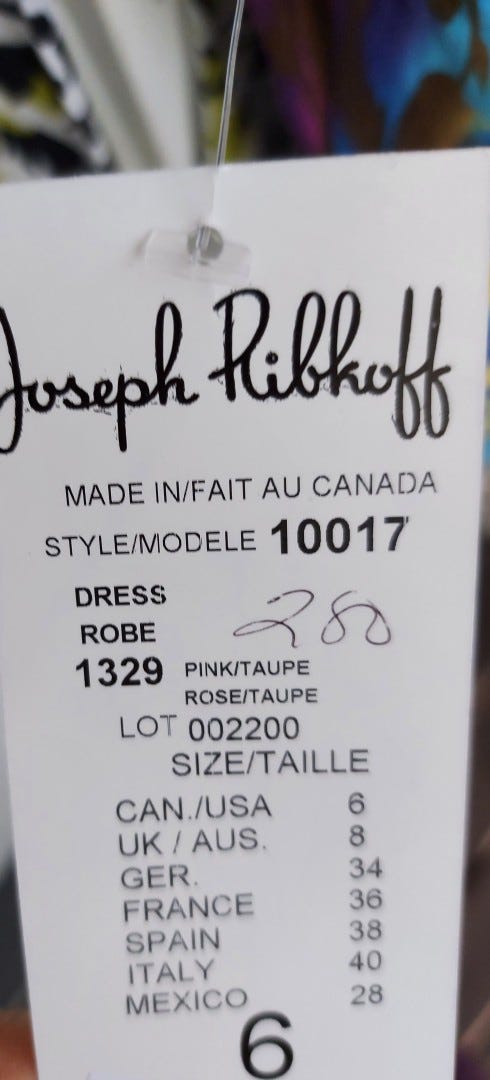 Joseph Ribkoff
MADE IN/FAIT AU CANADA
STYLE/MODELE 10017
DRESS
ROBE
280
1329 PINK/TAUPE
ROSE/TAUPE
LOT 002200
SIZE/TAILLE
CAN./USA 6
UK / AUS. 8
GER. 34
FRANCE 36
SPAIN 38
ITALY 40
MEXICO 28
6